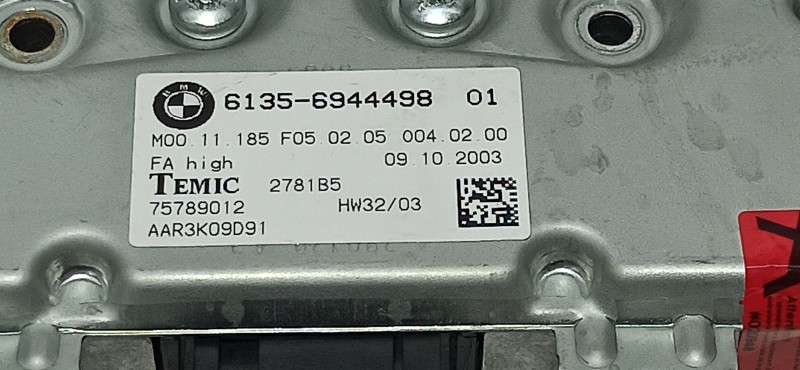 BMW
6135-6944498 01
M00.11.185 F05.02.05 004.02.00
FA high 09.10.2003
TEMIC 2781B5
75789012 HW32/03
AAR3K09D91